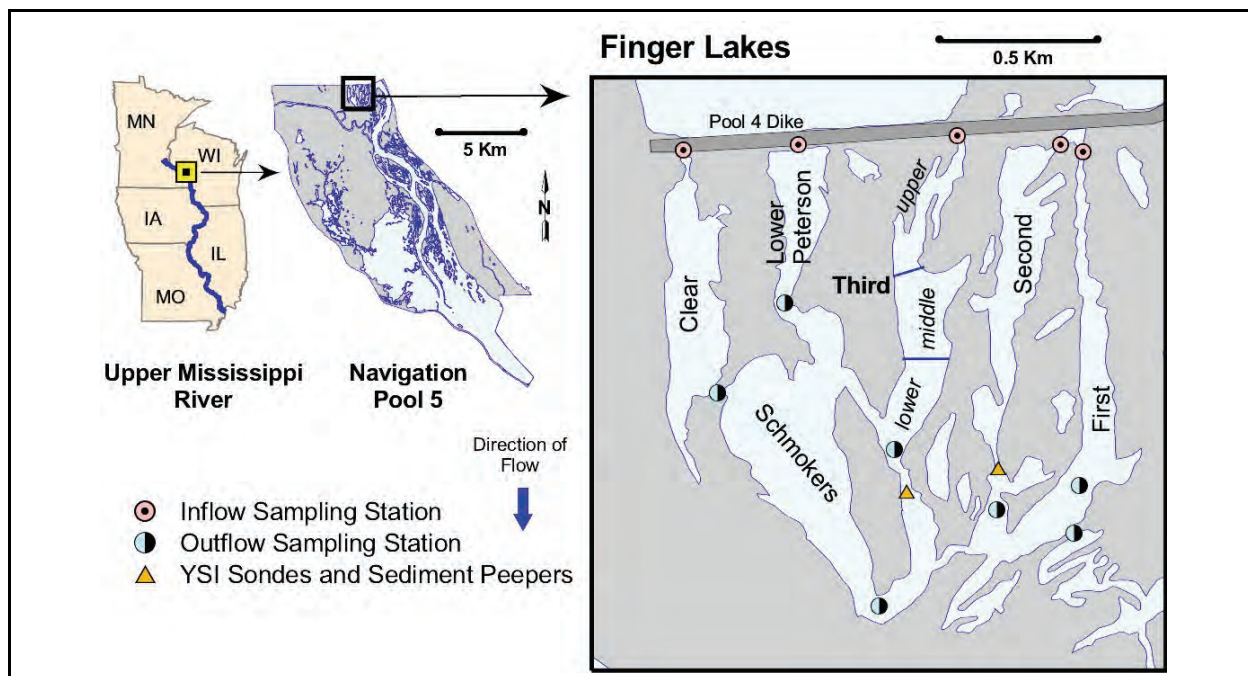 Finger Lakes
0.5 Km
MN
WI
IA
IL
MO
5 Km
N
Upper Mississippi
River
Navigation
Pool 5
Direction of
Flow
Inflow Sampling Station
Outflow Sampling Station
YSI Sondes and Sediment Peepers
Pool 4 Dike
Clear
Lower
Peterson
Schmokers
Third
upper
middle
lower
Second
First